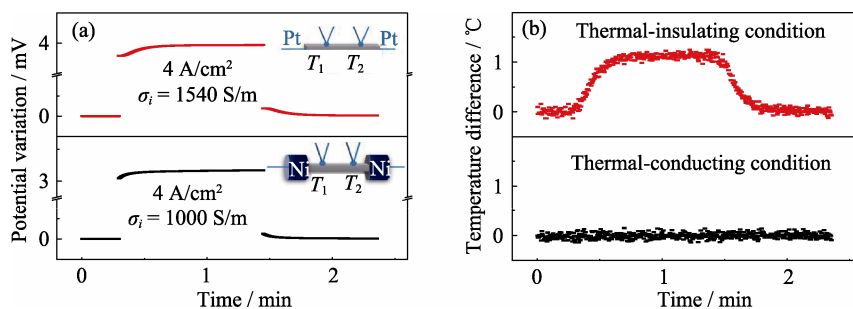 (a)
Potential variation / mV
4
0
3
0
Pt
Pt
T₁
T₂
4 A/cm²
σᵢ = 1540 S/m
Ni
Ni
T₁
T₂
4 A/cm²
σᵢ = 1000 S/m
0
1
2
Time / min
(b)
Temperature difference / ℃
Thermal-insulating condition
1
0
Thermal-conducting condition
0
0
1
2
Time / min